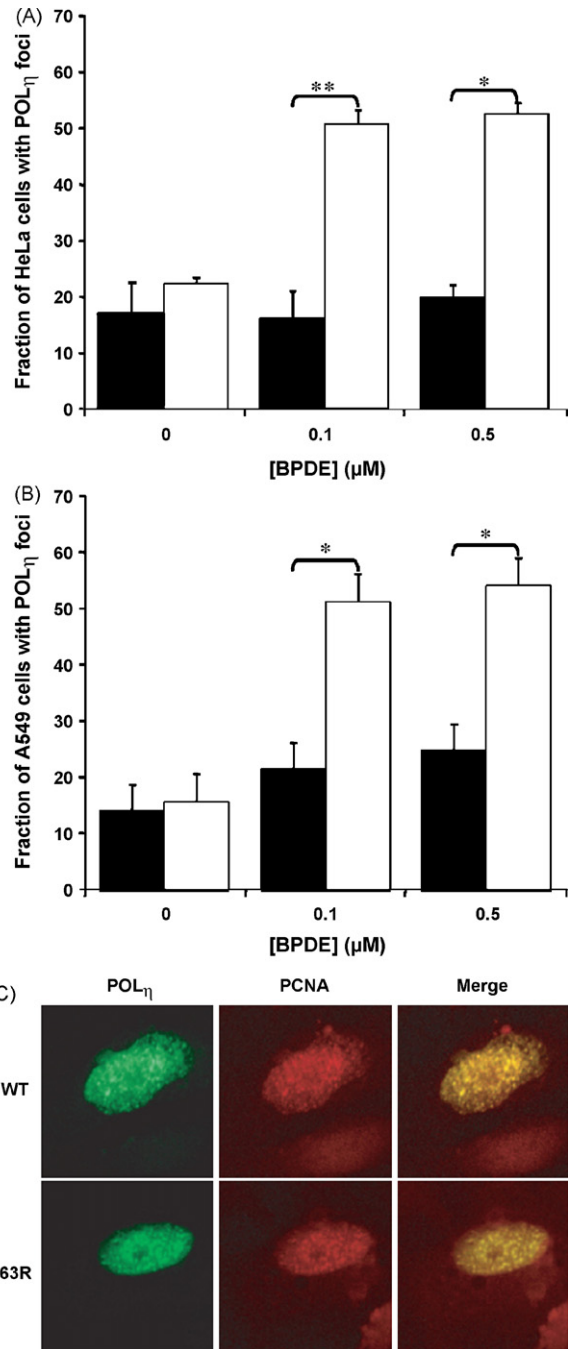 (A)
70
60
50
40
30
20
10
0
Fraction of HeLa cells with POLη foci
**
*
0 0.1 0.5
[BPDE] (µM)
(B)
70
60
50
40
30
20
10
0
Fraction of A549 cells with POLη foci
*
*
0 0.1 0.5
[BPDE] (µM)
C)
POLη PCNA Merge
WT
63R